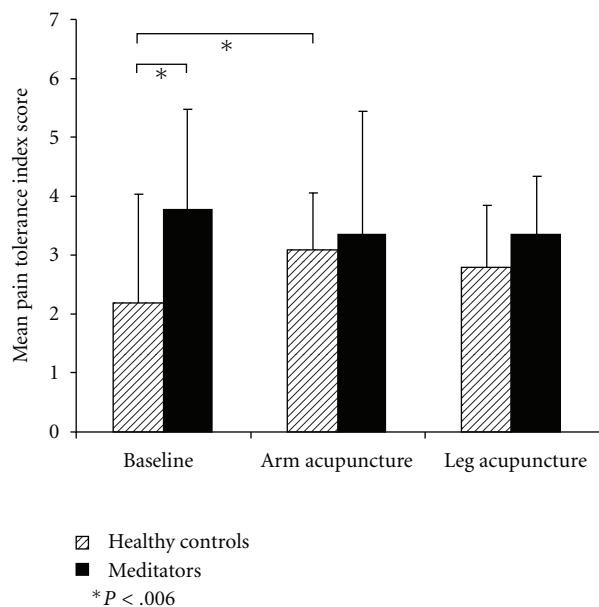 7
6
5
4
3
2
1
0
Mean pain tolerance index score
*
*
Baseline Arm acupuncture Leg acupuncture
Healthy controls
Meditators
*P < .006